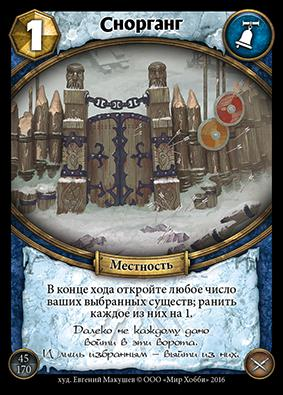 1
Снорганг
Местность
В конце хода откройте любое число
ваших выбранных существ; ранить
каждое из них на 1.
Далеко не каждому дано
войти в эти ворота.
И лишь избранным – выйти из них.
45
170
худ. Евгений Макушев © ООО «Мир Хобби» 2016